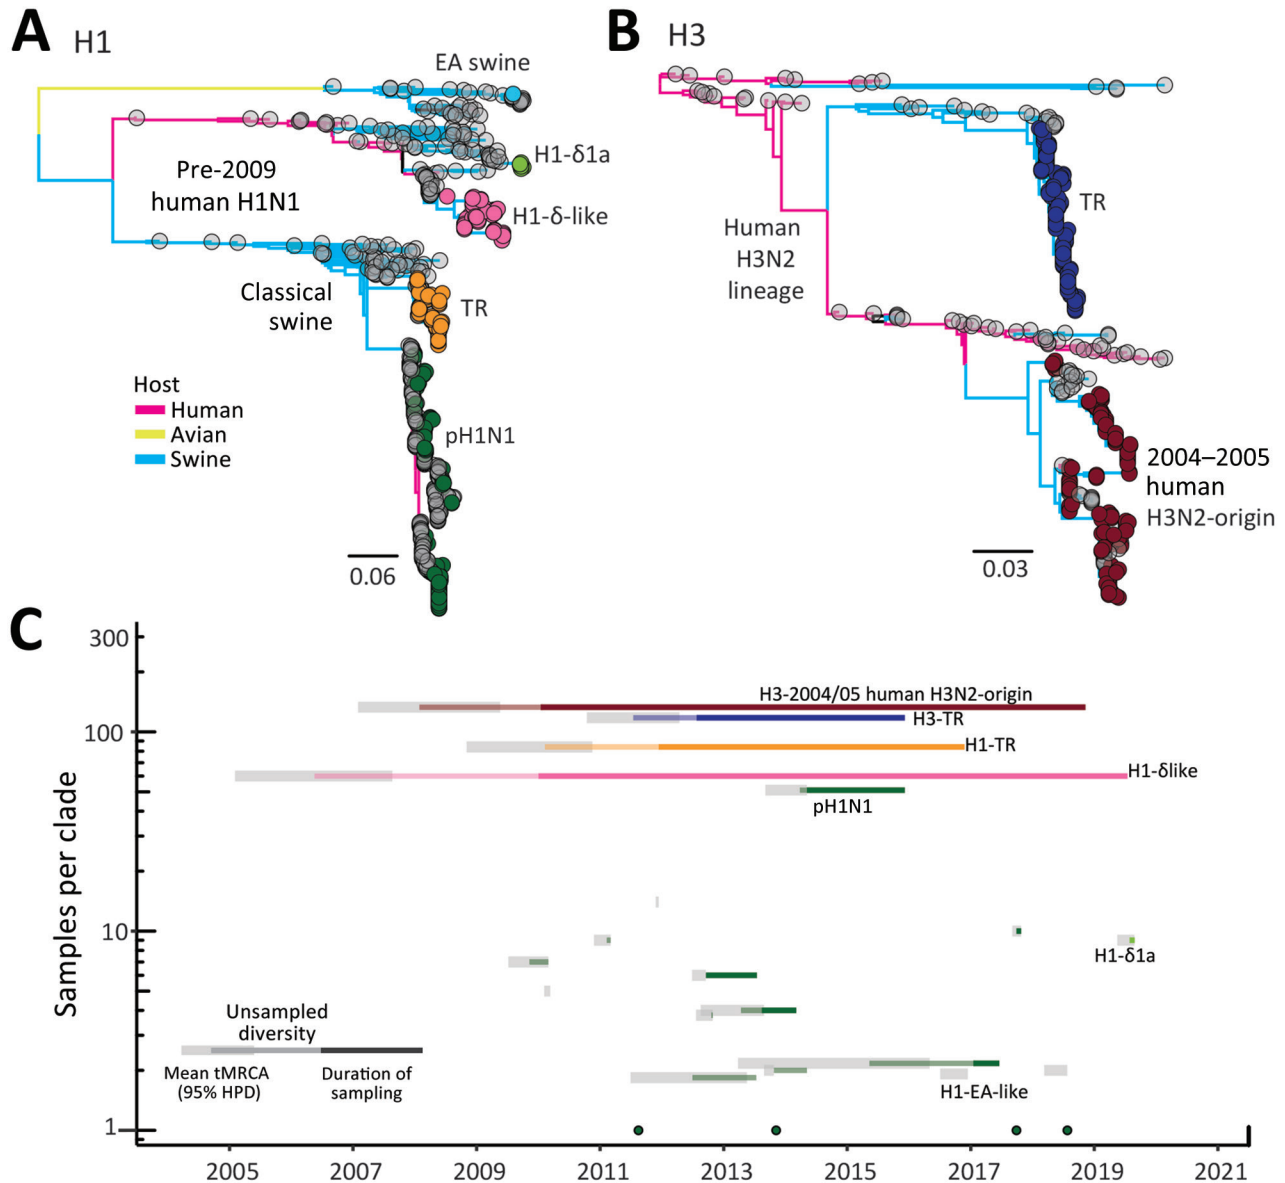 A
H1
EA swine
H1-δ1a
Pre-2009
human H1N1
H1-δ-like
Classical
swine
TR
Host
Human
Avian
Swine
pH1N1
0.06
B
H3
TR
Human
H3N2
lineage
2004–2005
human
H3N2-origin
0.03
C
Samples per clade
300
100
10
1
H3-2004/05 human H3N2-origin
H3-TR
H1-TR
H1-δlike
pH1N1
H1-δ1a
Unsampled
diversity
Mean tMRCA
(95% HPD)
Duration of
sampling
H1-EA-like
2005
2007
2009
2011
2013
2015
2017
2019
2021